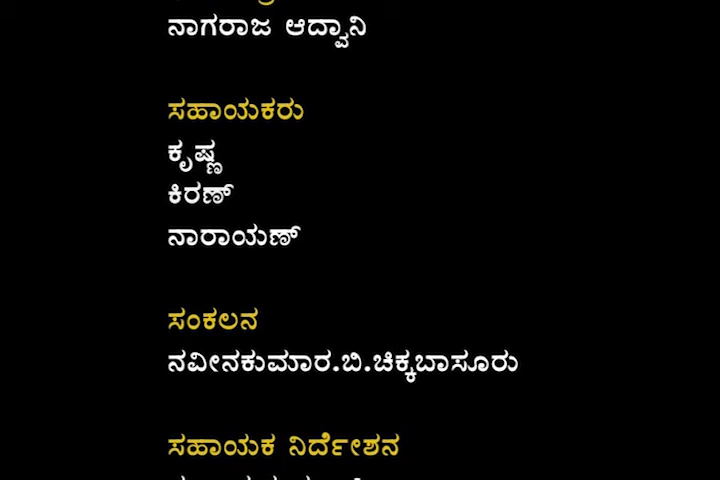 ನಾಗರಾಜ ಆದ್ವಾನಿ
ಸಹಾಯಕರು
ಕೃಷ್ಣ
ಕಿರಣ್
ನಾರಾಯಣ್
ಸಂಕಲನ
ನವೀನಕುಮಾರ.ಬಿ.ಚಿಕ್ಕಬಾಸೂರು
ಸಹಾಯಕ ನಿರ್ದೇಶನ